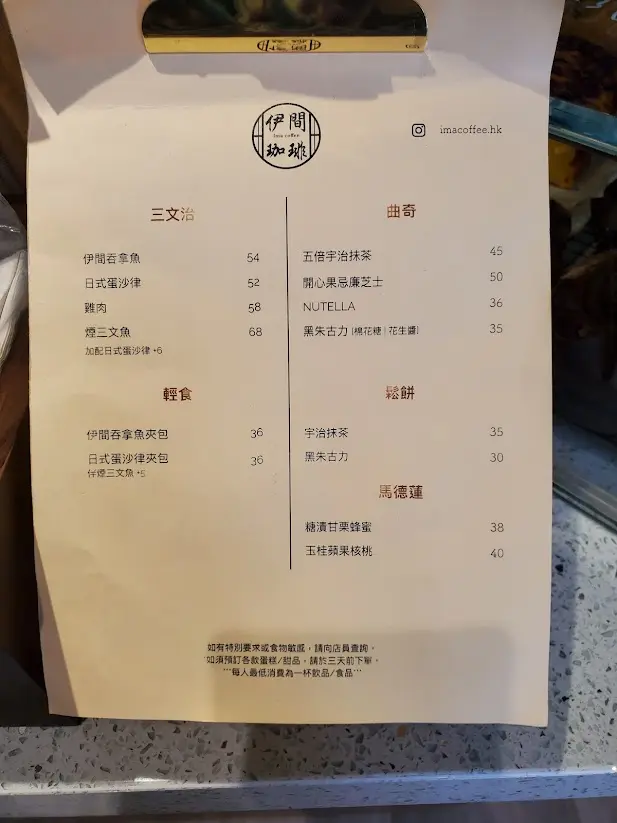 伊間
ima coffee
珈琲
imacoffee.hk
三文治
伊間吞拿魚 54
日式蛋沙律 52
雞肉 58
煙三文魚 68
加配日式蛋沙律 +6
輕食
伊間吞拿魚夾包 36
日式蛋沙律夾包 36
伴煙三文魚 +5
曲奇
五倍宇治抹茶 45
開心果忌廉芝士 50
NUTELLA 36
黑朱古力 (棉花糖 | 花生醬) 35
鬆餅
宇治抹茶 35
黑朱古力 30
馬德蓮
糖漬甘栗蜂蜜 38
玉桂蘋果核桃 40
如有特別要求或食物敏感，請向店員查詢。
如須預訂各款蛋糕/甜品，請於三天前下單。
***每人最低消費為一杯飲品/食品***